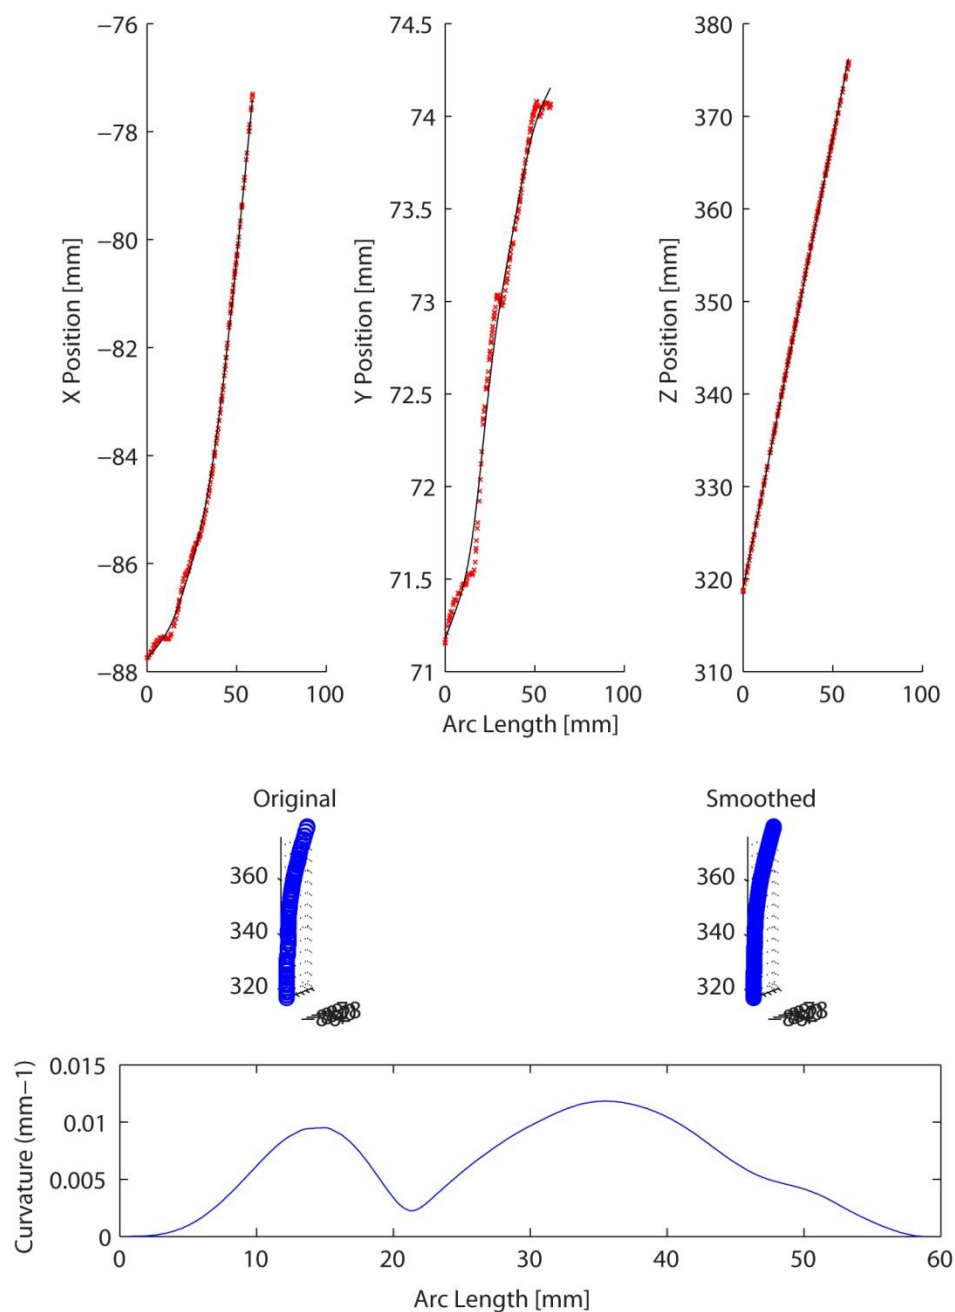 −76
−78
−80
−82
−84
−86
−88
X Position [mm]
0 50 100
74.5
74
73.5
73
72.5
72
71.5
71
Y Position [mm]
0 50 100
Arc Length [mm]
380
370
360
350
340
330
320
310
Z Position [mm]
0 50 100
Original
360
340
320
Smoothed
360
340
320
0.015
0.01
0.005
0
Curvature (mm−1)
0 10 20 30 40 50 60
Arc Length [mm]